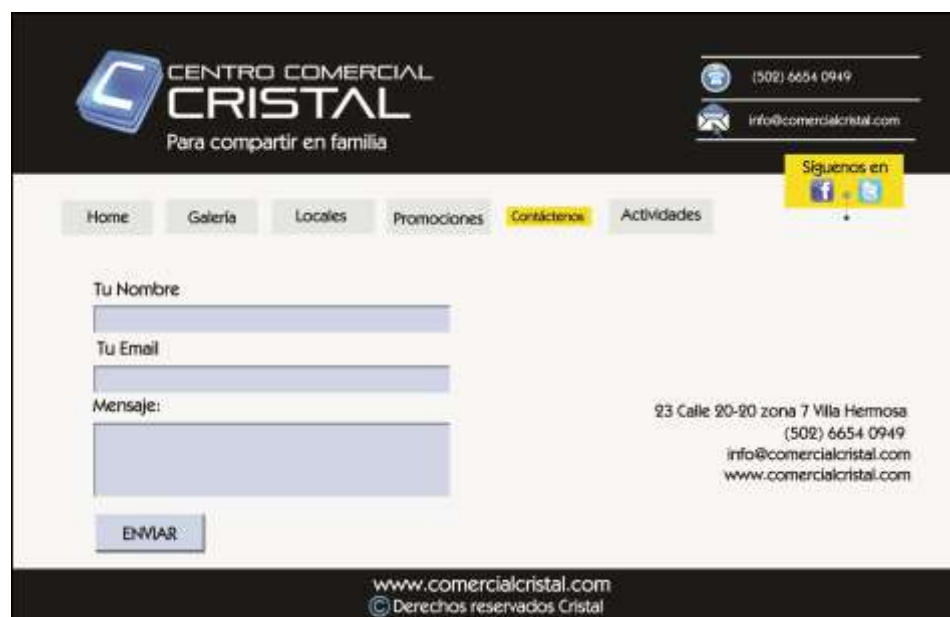 CENTRO COMERCIAL
CRISTAL
Para compartir en familia
(502) 6654 0949
info@comercialcristal.com
Síguenos en
Home Galería Locales Promociones Contáctenos Actividades
Tu Nombre
Tu Email
Mensaje:
ENVIAR
23 Calle 20-20 zona 7 Villa Hermosa
(502) 6654 0949
info@comercialcristal.com
www.comercialcristal.com
www.comercialcristal.com
© Derechos reservados Cristal